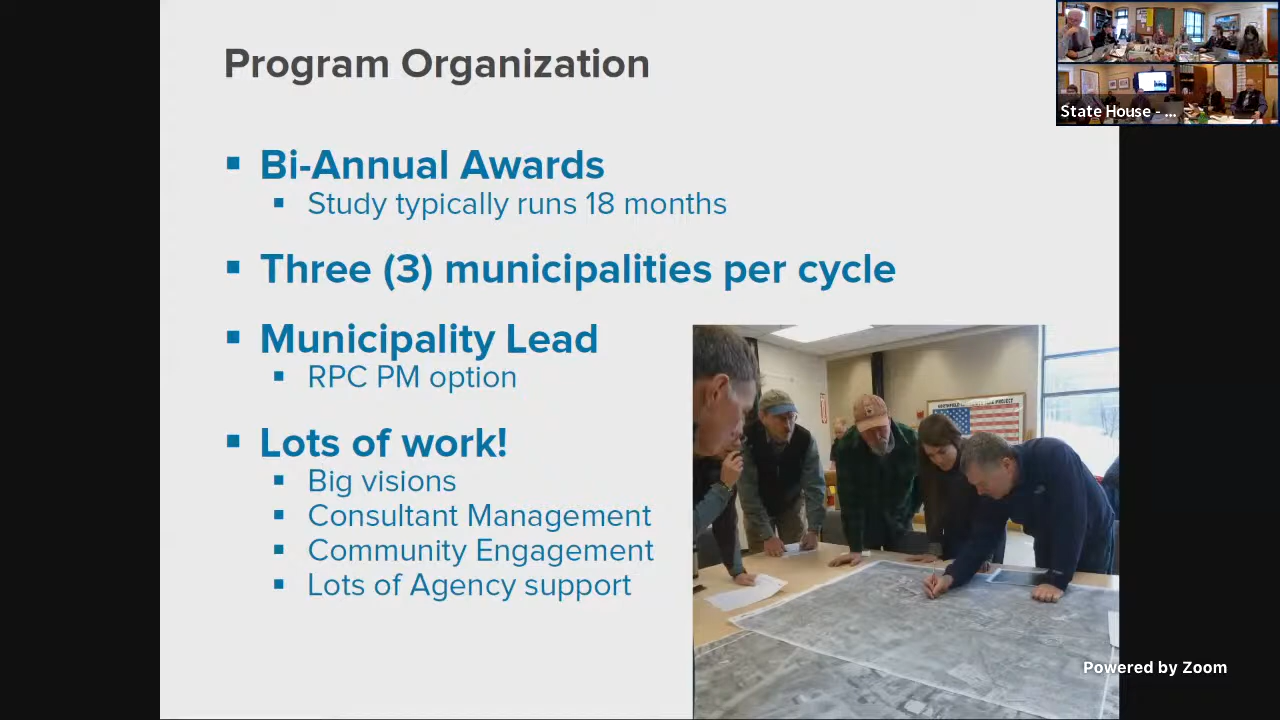 Program Organization
State House - ...
Bi-Annual Awards
Study typically runs 18 months
Three (3) municipalities per cycle
Municipality Lead
RPC PM option
Lots of work!
Big visions
Consultant Management
Community Engagement
Lots of Agency support
Powered by Zoom